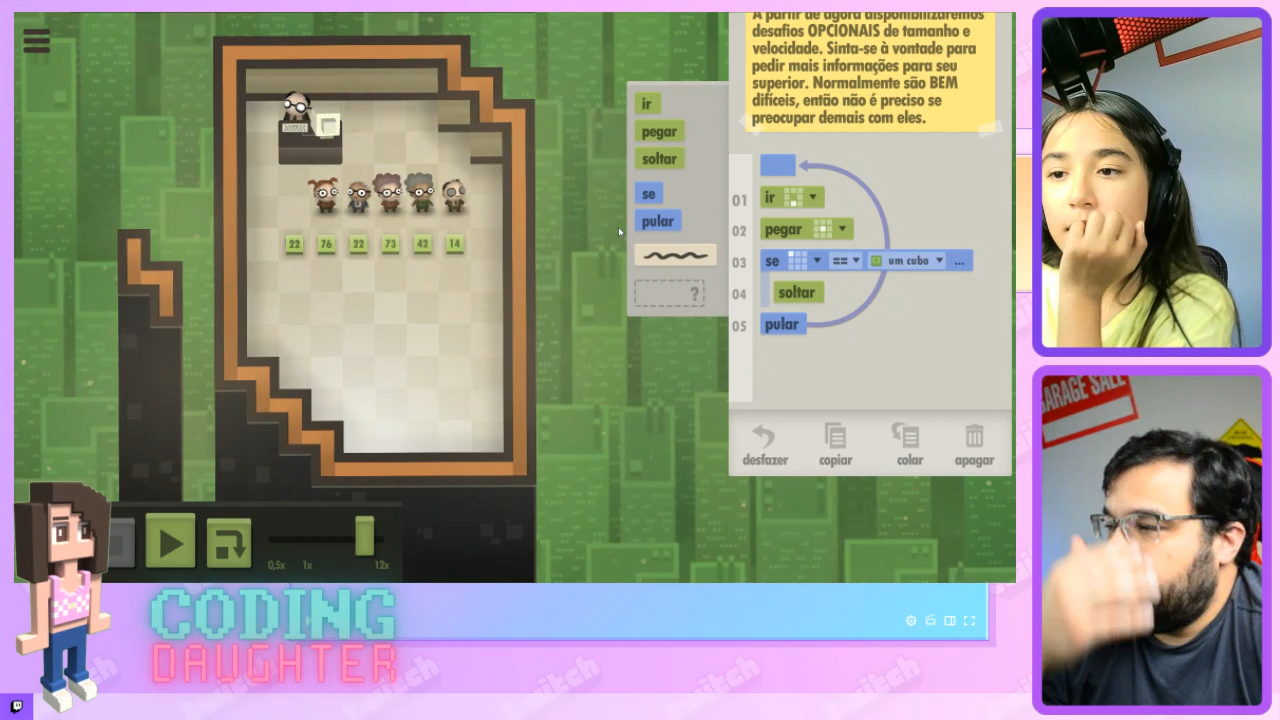 A partir de agora disponibilizaremos
desafios OPCIONAIS de tamanho e
velocidade. Sinta-se à vontade para
pedir mais informações para seu
superior. Normalmente são BEM
difíceis, então não é preciso se
preocupar demais com eles.
ir
pegar
soltar
se
pular
?
01 ir
02 pegar
03 se == um cubo ...
04 soltar
05 pular
desfazer copiar colar apagar
22 76 22 73 42 14
0,5x 1x 12x
CODING
DAUGHTER
GARAGE SALE
twitch
twitch
twitch